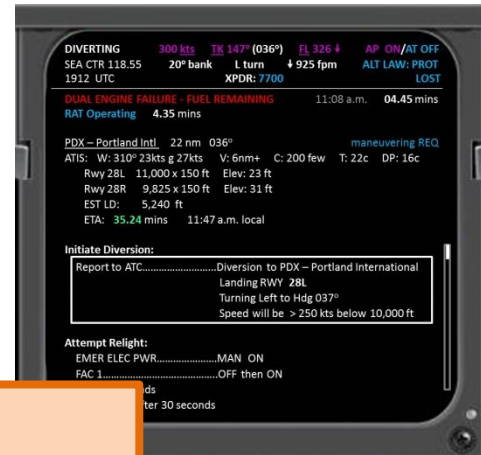 DIVERTING 300 kts TK 147° (036°) FL 326 ↓ AP ON/AT OFF
SEA CTR 118.55 20° bank L turn ↓ 925 fpm ALT LAW: PROT
1912 UTC XPDR: 7700 LOST
DUAL ENGINE FAILURE - FUEL REMAINING 11:08 a.m. 04.45 mins
RAT Operating 4.35 mins
PDX – Portland Intl 22 nm 036° maneuvering REQ
ATIS: W: 310° 23kts g 27kts V: 6nm+ C: 200 few T: 22c DP: 16c
Rwy 28L 11,000 x 150 ft Elev: 23 ft
Rwy 28R 9,825 x 150 ft Elev: 31 ft
EST LD: 5,240 ft
ETA: 35.24 mins 11:47 a.m. local
Initiate Diversion:
Report to ATC......................Diversion to PDX – Portland International
Landing RWY 28L
Turning Left to Hdg 037°
Speed will be > 250 kts below 10,000 ft
Attempt Relight:
EMER ELEC PWR...................MAN ON
FAC 1......................................OFF then ON
ds
ter 30 seconds